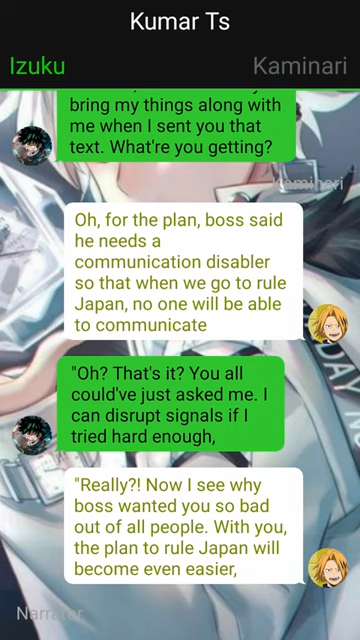 Kumar Ts
Izuku
Kaminari
bring my things along with
me when I sent you that
text. What're you getting?
Kaminari
Oh, for the plan, boss said
he needs a
communication disabler
so that when we go to rule
Japan, no one will be able
to communicate
"Oh? That's it? You all
could've just asked me. I
can disrupt signals if I
tried hard enough,
"Really?! Now I see why
boss wanted you so bad
out of all people. With you,
the plan to rule Japan will
become even easier,
Narrator